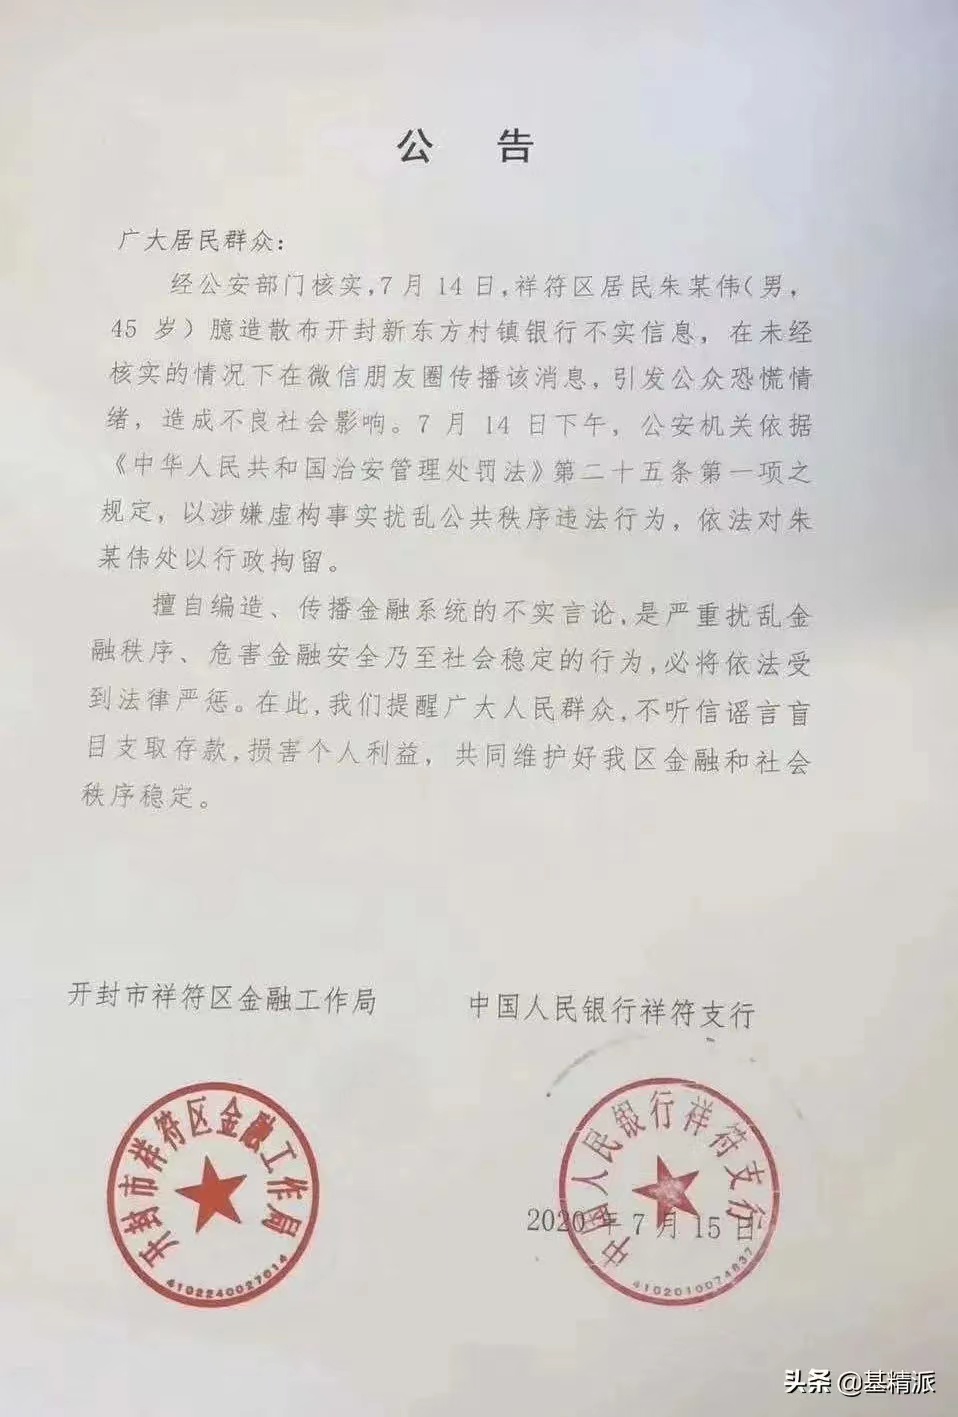 公 告
广大居民群众：
经公安部门核实,7月14日,祥符区居民朱某伟(男，
45 岁）臆造散布开封新东方村镇银行不实信息，在未经
核实的情况下在微信朋友圈传播该消息，引发公众恐慌情
绪，造成不良社会影响。7月14日下午，公安机关依据
《中华人民共和国治安管理处罚法》第二十五条第一项之
规定，以涉嫌虚构事实扰乱公共秩序违法行为，依法对朱
某伟处以行政拘留。
擅自编造、传播金融系统的不实言论,是严重扰乱金
融秩序、危害金融安全乃至社会稳定的行为,必将依法受
到法律严惩。在此,我们提醒广大人民群众,不听信谣言盲
目支取存款,损害个人利益，共同维护好我区金融和社会
秩序稳定。
开封市祥符区金融工作局
中国人民银行祥符支行
开封市祥符区金融工作局
4102240027614
中国人民银行祥符支行
2020年7月15日
4102010074837
头条 @基精派